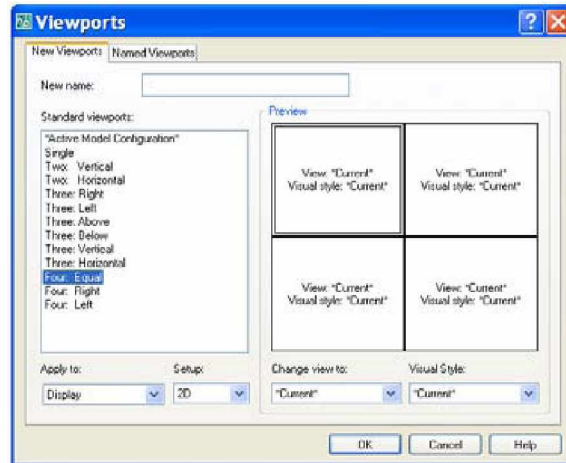 Viewports
New Viewports
Named Viewports
New name:
Standard viewports:
*Active Model Configuration*
Single
Two: Vertical
Two: Horizontal
Three: Right
Three: Left
Three: Above
Three: Below
Three: Vertical
Three: Horizontal
Four: Equal
Four: Right
Four: Left
Preview
View: *Current*
Visual style: *Current*
View: *Current*
Visual style: *Current*
View: *Current*
Visual style: *Current*
View: *Current*
Visual style: *Current*
Apply to:
Setup:
Change view to:
Visual Style:
Display
2D
*Current*
*Current*
OK
Cancel
Help